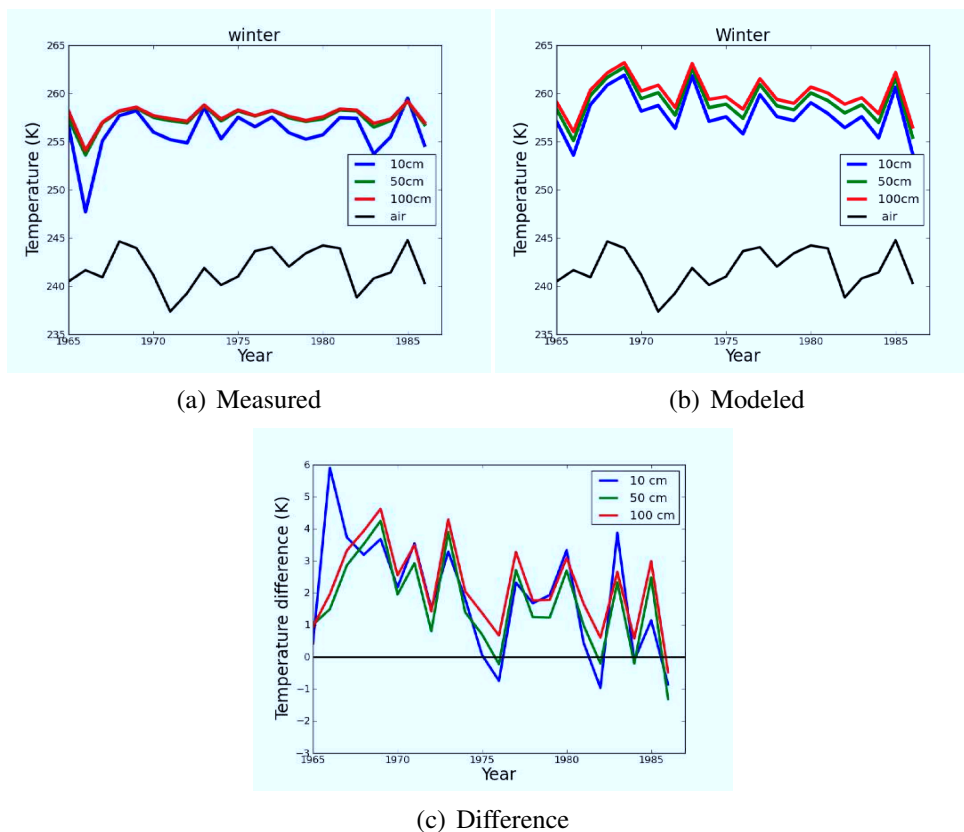 winter
Temperature (K)
265
260
255
250
245
240
235
10cm
50cm
100cm
air
1965 1970 1975 1980 1985
Year
(a) Measured
Winter
Temperature (K)
265
260
255
250
245
240
235
10cm
50cm
100cm
air
1965 1970 1975 1980 1985
Year
(b) Modeled
Temperature difference (K)
6
5
4
3
2
1
0
−1
−2
−3
10 cm
50 cm
100 cm
1965 1970 1975 1980 1985
Year
(c) Difference